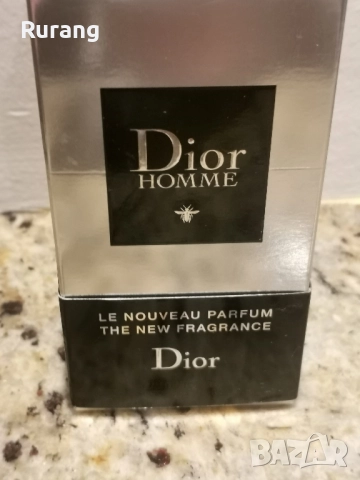 Rurang
Dior
HOMME
LE NOUVEAU PARFUM
THE NEW FRAGRANCE
Dior
BAZAR